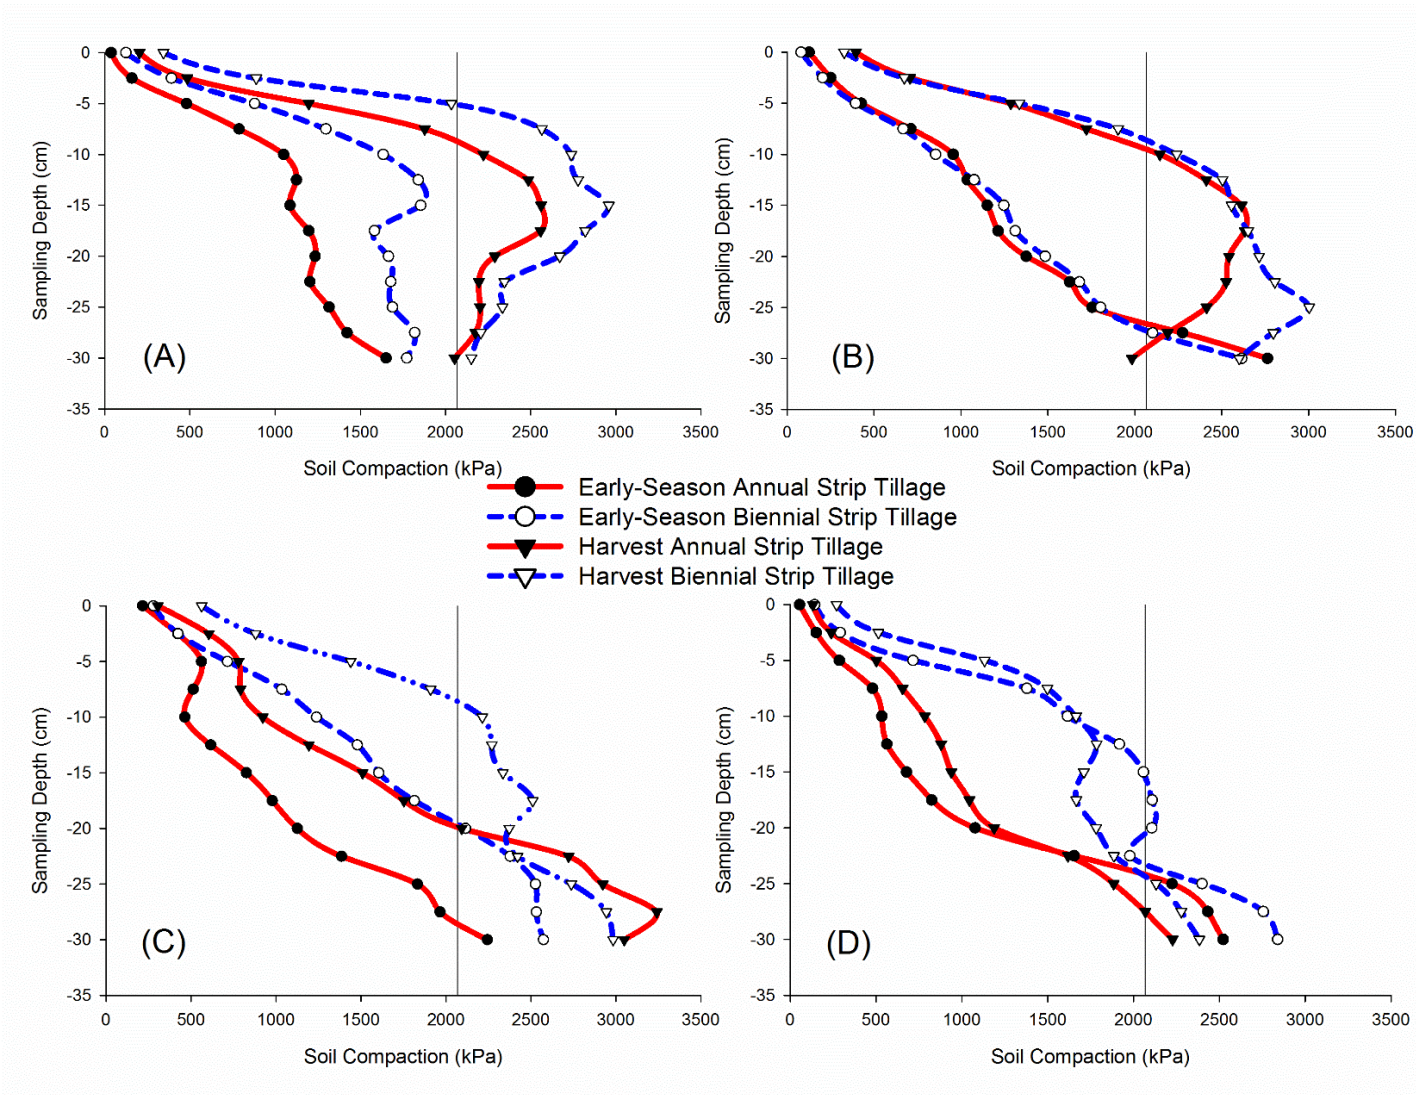 0
-5
-10
-15
-20
-25
-30
-35
Sampling Depth (cm)
(A)
0 500 1000 1500 2000 2500 3000 3500
Soil Compaction (kPa)
0
-5
-10
-15
-20
-25
-30
-35
Sampling Depth (cm)
(B)
0 500 1000 1500 2000 2500 3000 3500
Soil Compaction (kPa)
Early-Season Annual Strip Tillage
Early-Season Biennial Strip Tillage
Harvest Annual Strip Tillage
Harvest Biennial Strip Tillage
0
-5
-10
-15
-20
-25
-30
-35
Sampling Depth (cm)
(C)
0 500 1000 1500 2000 2500 3000 3500
Soil Compaction (kPa)
0
-5
-10
-15
-20
-25
-30
-35
Sampling Depth (cm)
(D)
0 500 1000 1500 2000 2500 3000 3500
Soil Compaction (kPa)